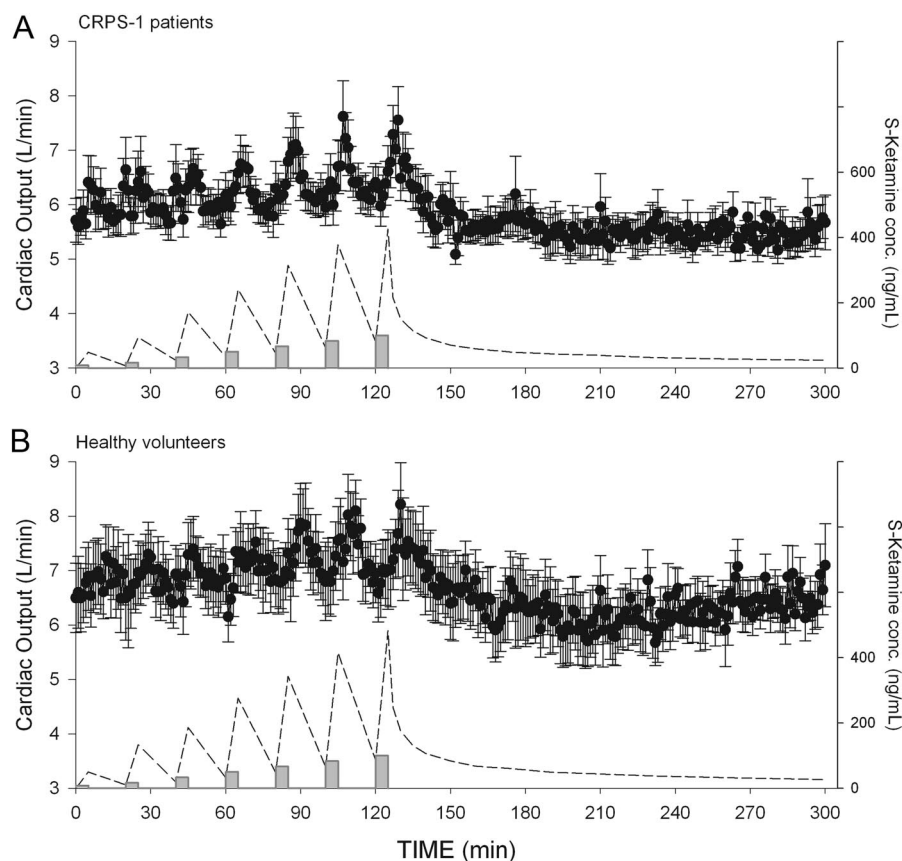 A
CRPS-1 patients
9
8
7
6
5
4
3
Cardiac Output (L/min)
600
400
200
0
S-Ketamine conc. (ng/mL)
0 30 60 90 120 150 180 210 240 270 300
B
Healthy volunteers
9
8
7
6
5
4
3
Cardiac Output (L/min)
400
200
0
S-Ketamine conc. (ng/mL)
0 30 60 90 120 150 180 210 240 270 300
TIME (min)